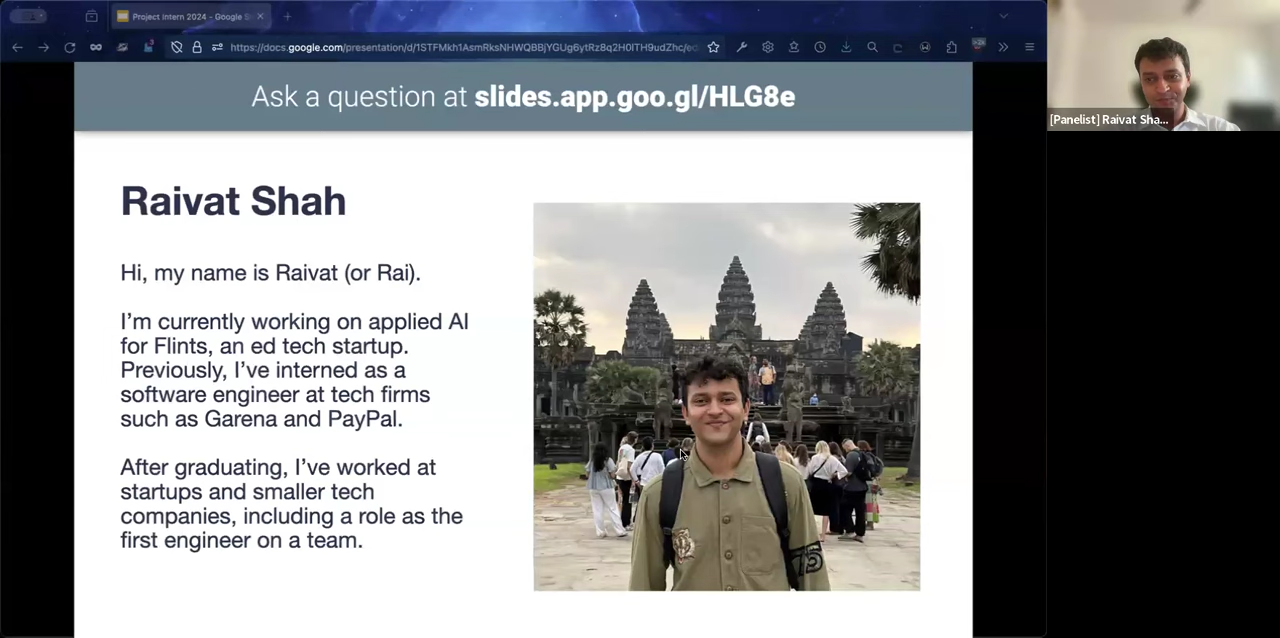 Project Intern 2024 - Google S
https://docs.google.com/presentation/d/1STFMkh1AsmRksNHWQBBjYGUg6ytRz8q2H0lTH9udZhc/ed
Ask a question at slides.app.goo.gl/HLG8e
[Panelist] Raivat Sha...
Raivat Shah
Hi, my name is Raivat (or Rai).
I'm currently working on applied AI
for Flints, an ed tech startup.
Previously, I've interned as a
software engineer at tech firms
such as Garena and PayPal.
After graduating, I've worked at
startups and smaller tech
companies, including a role as the
first engineer on a team.
75